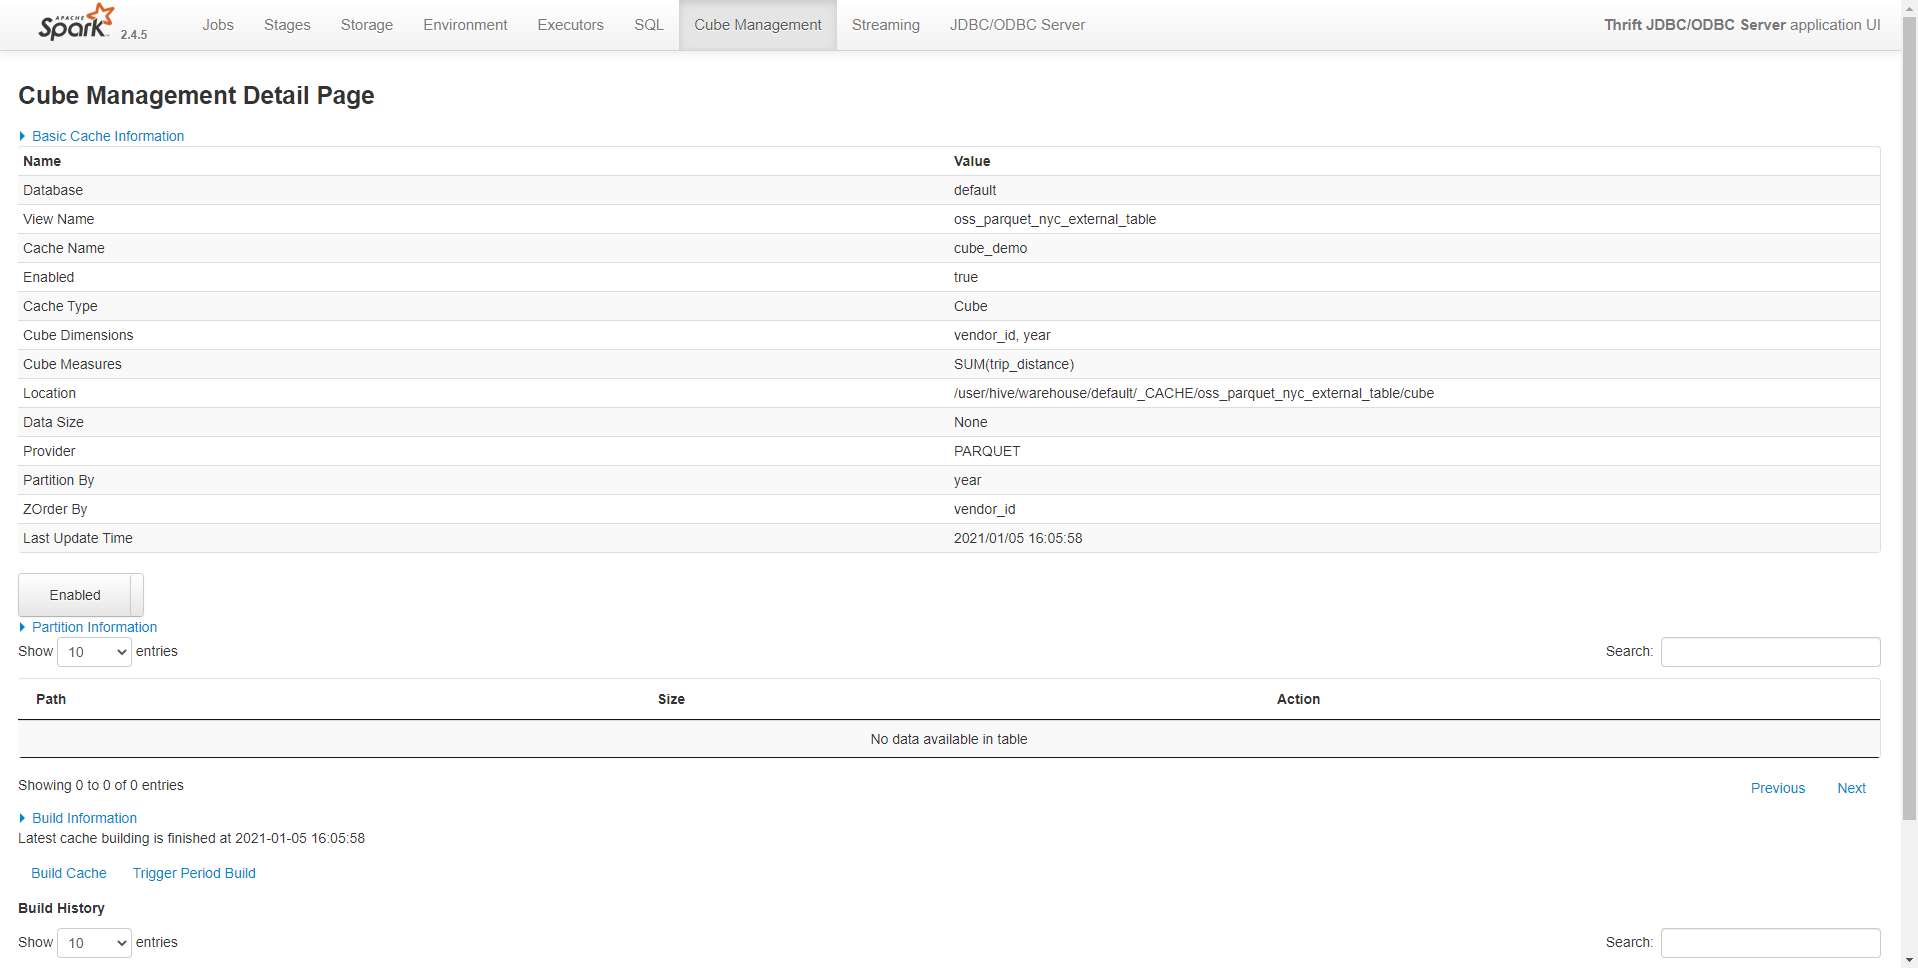 APACHE Spark 2.4.5 Jobs Stages Storage Environment Executors SQL Cube Management Streaming JDBC/ODBC Server Thrift JDBC/ODBC Server application UI
Cube Management Detail Page
Basic Cache Information
Name Value
Database default
View Name oss_parquet_nyc_external_table
Cache Name cube_demo
Enabled true
Cache Type Cube
Cube Dimensions vendor_id, year
Cube Measures SUM(trip_distance)
Location /user/hive/warehouse/default/_CACHE/oss_parquet_nyc_external_table/cube
Data Size None
Provider PARQUET
Partition By year
ZOrder By vendor_id
Last Update Time 2021/01/05 16:05:58
Enabled
Partition Information
Show 10 entries Search:
Path Size Action
No data available in table
Showing 0 to 0 of 0 entries Previous Next
Build Information
Latest cache building is finished at 2021-01-05 16:05:58
Build Cache Trigger Period Build
Build History
Show 10 entries Search: